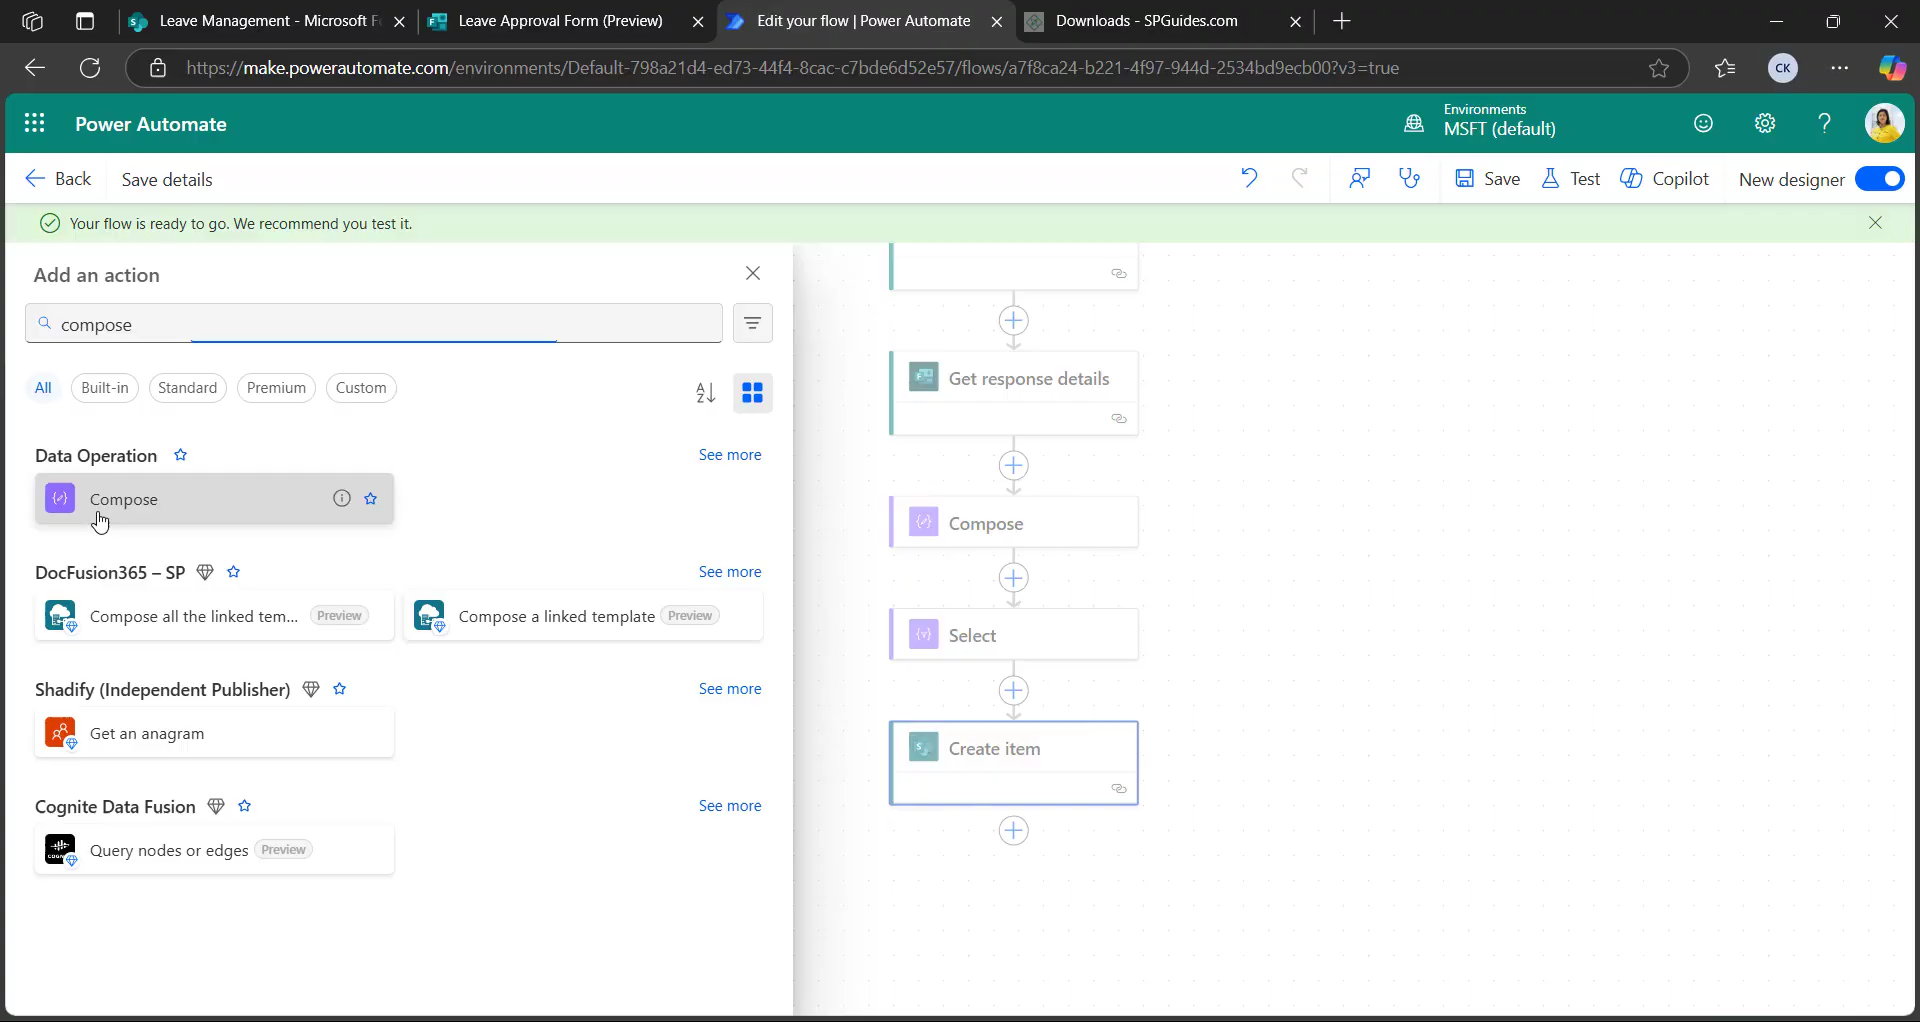 Leave Management - Microsoft F
Leave Approval Form (Preview)
Edit your flow | Power Automate
Downloads - SPGuides.com
https://make.powerautomate.com/environments/Default-798a21d4-ed73-44f4-8cac-c7bde6d52e57/flows/a7f8ca24-b221-4f97-944d-2534bd9ecb00?v3=true
CK
Power Automate
Environments
MSFT (default)
Back
Save details
Save
Test
Copilot
New designer
Your flow is ready to go. We recommend you test it.
Add an action
compose
All
Built-in
Standard
Premium
Custom
Data Operation
See more
Compose
DocFusion365 – SP
See more
Compose all the linked tem... Preview
Compose a linked template Preview
Shadify (Independent Publisher)
See more
Get an anagram
Cognite Data Fusion
See more
Query nodes or edges Preview
Get response details
Compose
Select
Create item